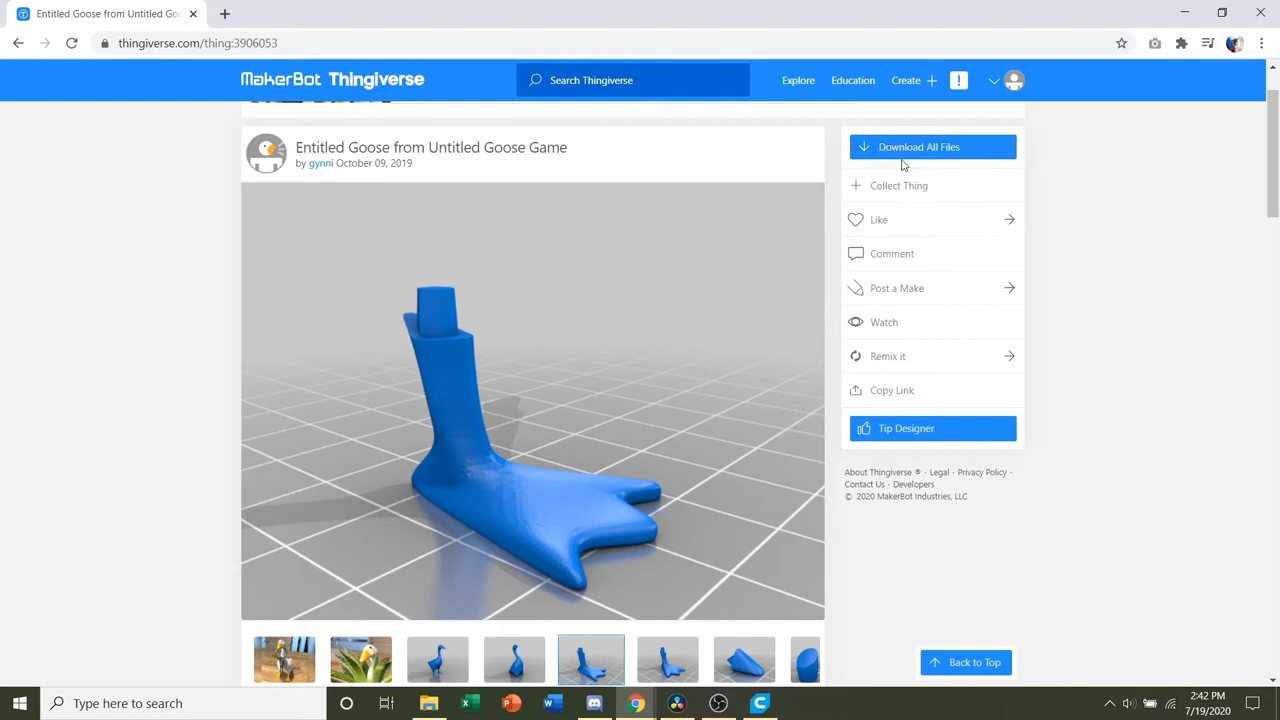 Entitled Goose from Untitled Go
thingiverse.com/thing:3906053
MakerBot Thingiverse
Search Thingiverse
Explore
Education
Create
Entitled Goose from Untitled Goose Game
by gynni October 09, 2019
Download All Files
Collect Thing
Like
Comment
Post a Make
Watch
Remix it
Copy Link
Tip Designer
About Thingiverse ® · Legal · Privacy Policy ·
Contact Us · Developers
© 2020 MakerBot Industries, LLC
Back to Top
Type here to search
2:42 PM
7/19/2020